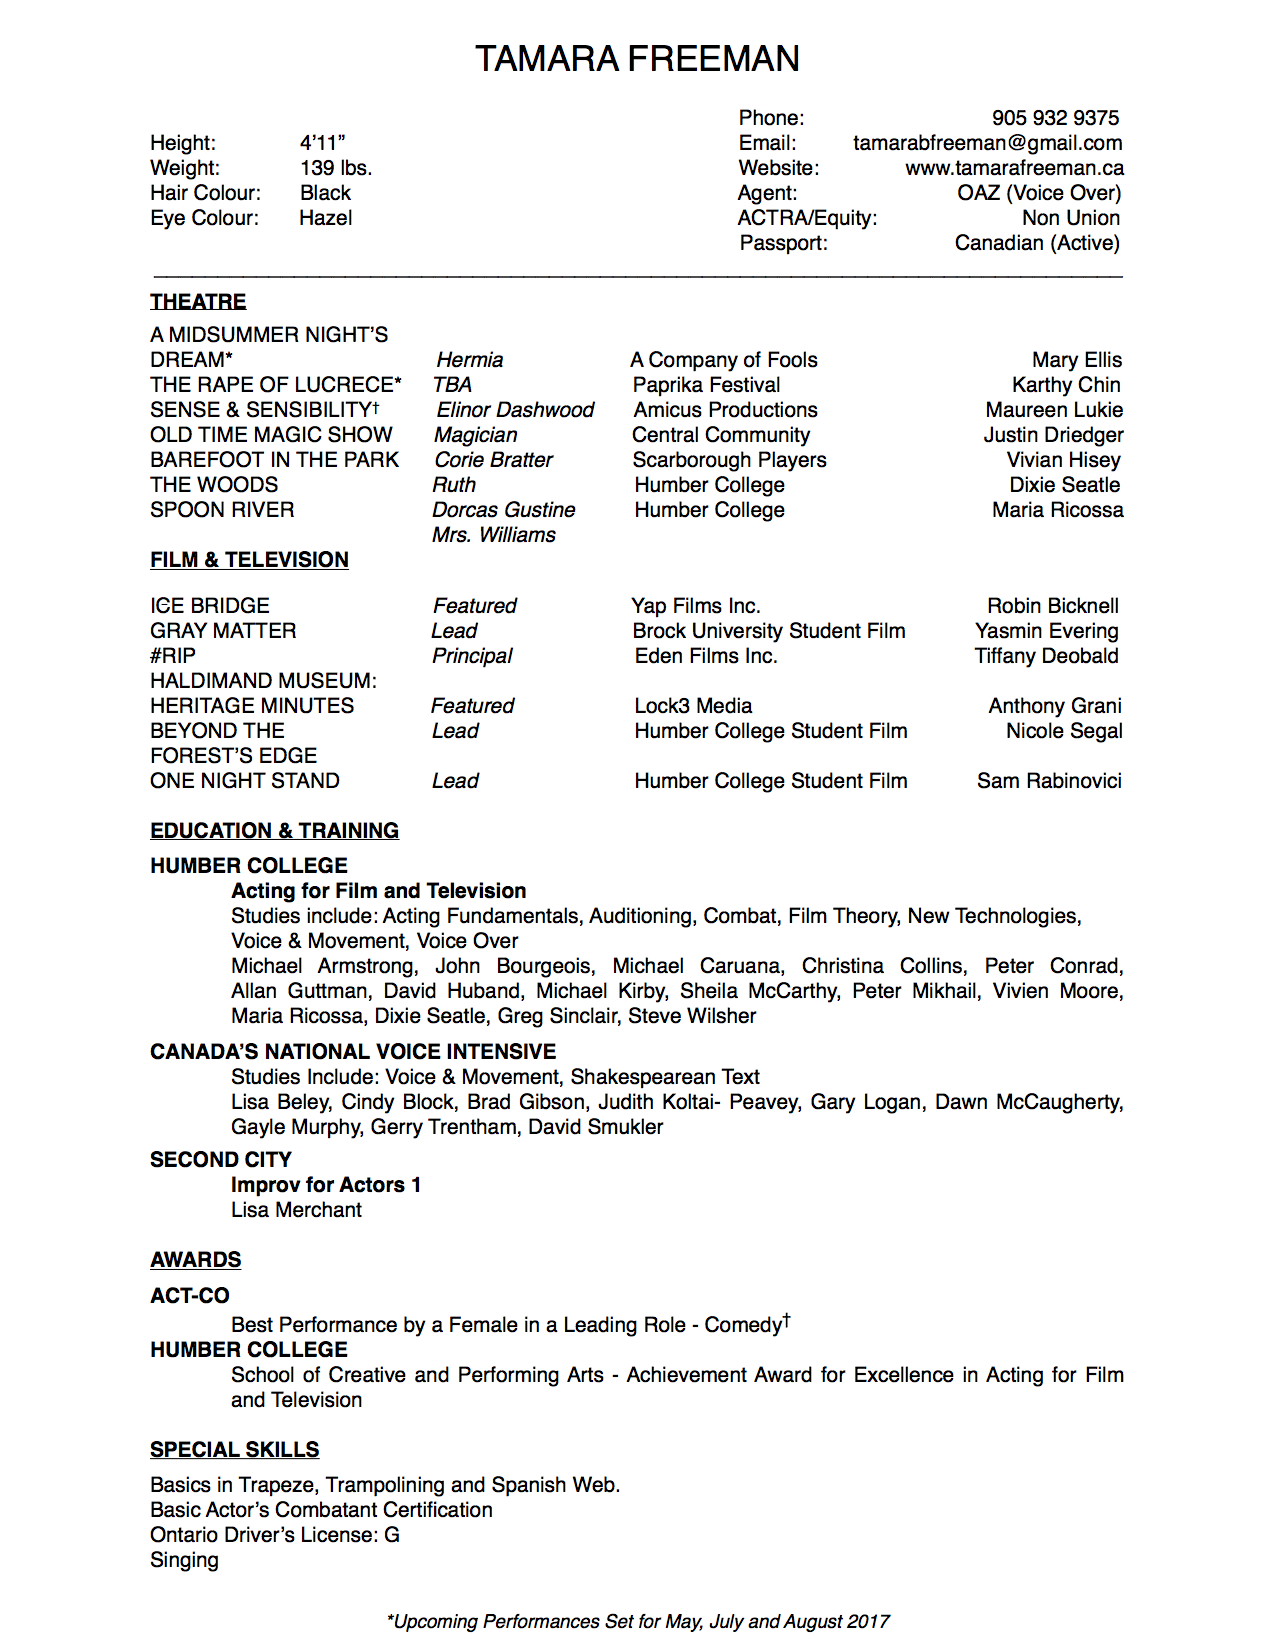 TAMARA FREEMAN
Phone: 905 932 9375
Height: 4’11” Email: tamarabfreeman@gmail.com
Weight: 139 lbs. Website: www.tamarafreeman.ca
Hair Colour: Black Agent: OAZ (Voice Over)
Eye Colour: Hazel ACTRA/Equity: Non Union
Passport: Canadian (Active)
THEATRE
A MIDSUMMER NIGHT’S
DREAM* Hermia A Company of Fools Mary Ellis
THE RAPE OF LUCRECE* TBA Paprika Festival Karthy Chin
SENSE & SENSIBILITY† Elinor Dashwood Amicus Productions Maureen Lukie
OLD TIME MAGIC SHOW Magician Central Community Justin Driedger
BAREFOOT IN THE PARK Corie Bratter Scarborough Players Vivian Hisey
THE WOODS Ruth Humber College Dixie Seatle
SPOON RIVER Dorcas Gustine Humber College Maria Ricossa
Mrs. Williams
FILM & TELEVISION
ICE BRIDGE Featured Yap Films Inc. Robin Bicknell
GRAY MATTER Lead Brock University Student Film Yasmin Evering
#RIP Principal Eden Films Inc. Tiffany Deobald
HALDIMAND MUSEUM:
HERITAGE MINUTES Featured Lock3 Media Anthony Grani
BEYOND THE Lead Humber College Student Film Nicole Segal
FOREST’S EDGE
ONE NIGHT STAND Lead Humber College Student Film Sam Rabinovici
EDUCATION & TRAINING
HUMBER COLLEGE
Acting for Film and Television
Studies include: Acting Fundamentals, Auditioning, Combat, Film Theory, New Technologies,
Voice & Movement, Voice Over
Michael Armstrong, John Bourgeois, Michael Caruana, Christina Collins, Peter Conrad,
Allan Guttman, David Huband, Michael Kirby, Sheila McCarthy, Peter Mikhail, Vivien Moore,
Maria Ricossa, Dixie Seatle, Greg Sinclair, Steve Wilsher
CANADA’S NATIONAL VOICE INTENSIVE
Studies Include: Voice & Movement, Shakespearean Text
Lisa Beley, Cindy Block, Brad Gibson, Judith Koltai- Peavey, Gary Logan, Dawn McCaugherty,
Gayle Murphy, Gerry Trentham, David Smukler
SECOND CITY
Improv for Actors 1
Lisa Merchant
AWARDS
ACT-CO
Best Performance by a Female in a Leading Role - Comedy†
HUMBER COLLEGE
School of Creative and Performing Arts - Achievement Award for Excellence in Acting for Film
and Television
SPECIAL SKILLS
Basics in Trapeze, Trampolining and Spanish Web.
Basic Actor’s Combatant Certification
Ontario Driver’s License: G
Singing
*Upcoming Performances Set for May, July and August 2017